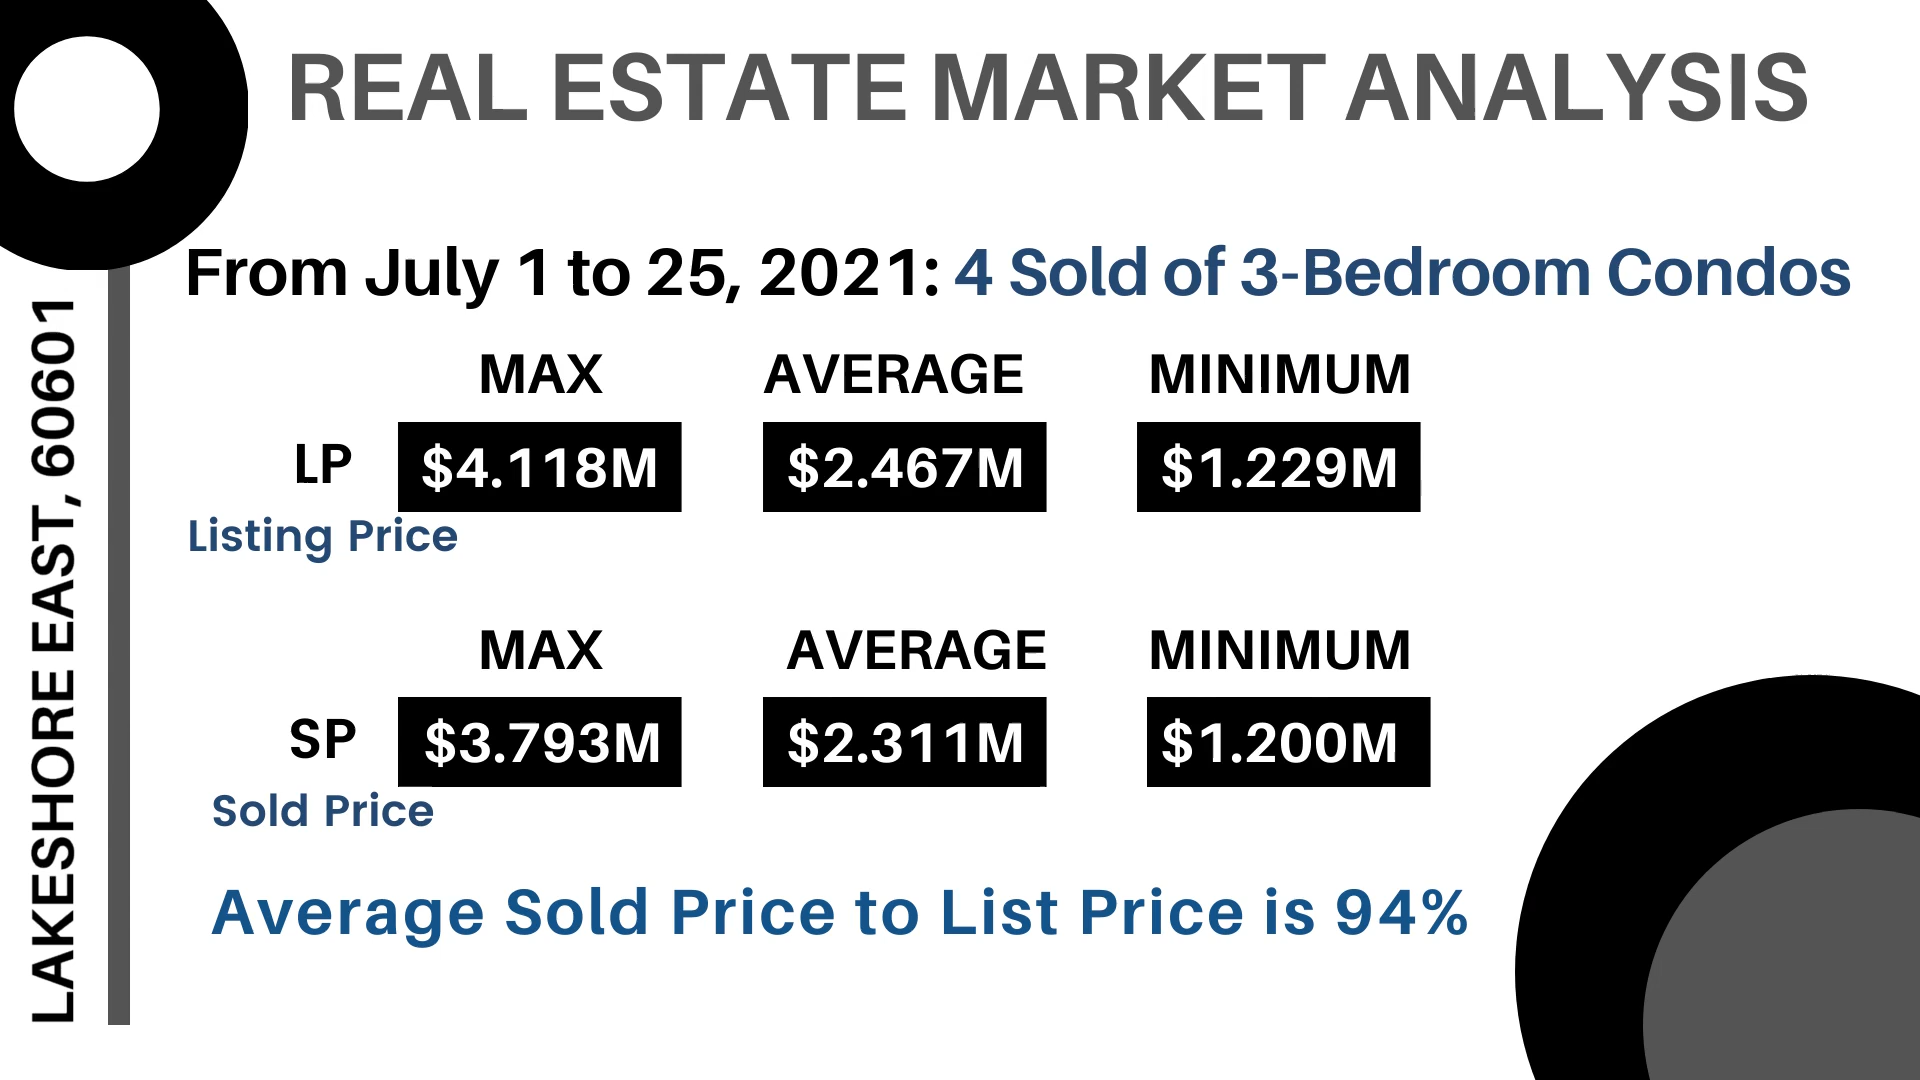 REAL ESTATE MARKET ANALYSIS
LAKESHORE EAST, 60601
From July 1 to 25, 2021: 4 Sold of 3-Bedroom Condos
MAX AVERAGE MINIMUM
LP $4.118M $2.467M $1.229M
Listing Price
MAX AVERAGE MINIMUM
SP $3.793M $2.311M $1.200M
Sold Price
Average Sold Price to List Price is 94%